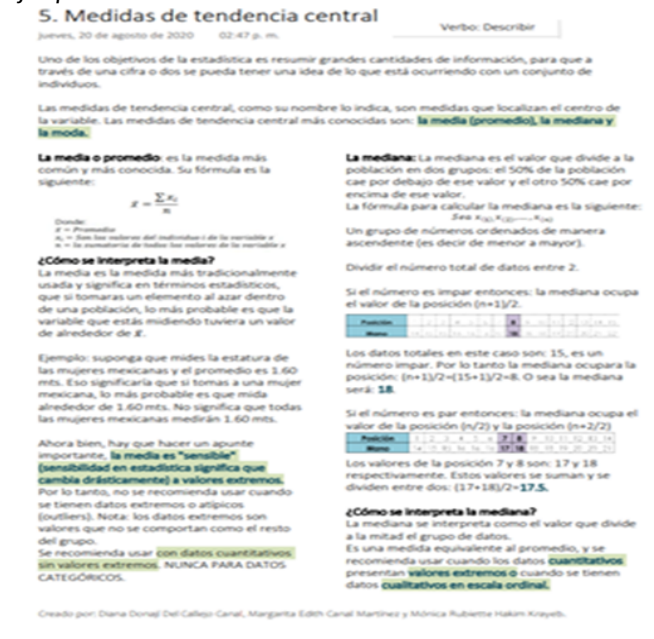 5. Medidas de tendencia central
Verbo: Describir
jueves, 20 de agosto de 2020 02:47 p. m.
Uno de los objetivos de la estadística es resumir grandes cantidades de información, para que a
través de una cifra o dos se pueda tener una idea de lo que está ocurriendo con un conjunto de
individuos.
Las medidas de tendencia central, como su nombre lo indica, son medidas que localizan el centro de
la variable. Las medidas de tendencia central más conocidas son: la media (promedio), la mediana y
la moda.
La media o promedio: es la medida más
común y más conocida. Su fórmula es la
siguiente:
Donde:
x̄ = Promedio
¿Cómo se interpreta la media?
La media es la medida más tradicionalmente
usada y significa en términos estadísticos,
que si tomaras un elemento al azar dentro
de una población, lo más probable es que la
variable que estás midiendo tuviera un valor
de alrededor de x̄.
Ejemplo: suponga que mides la estatura de
las mujeres mexicanas y el promedio es 1.60
mts. Eso significaría que si tomas a una mujer
mexicana, lo más probable es que mida
alrededor de 1.60 mts. No significa que todas
las mujeres mexicanas medirán 1.60 mts.
Ahora bien, hay que hacer un apunte
importante, la media es "sensible"
(sensibilidad en estadística significa que
cambia drásticamente) a valores extremos.
Por lo tanto, no se recomienda usar cuando
se tienen datos extremos o atípicos
(outliers). Nota: los datos extremos son
valores que no se comportan como el resto
del grupo.
Se recomienda usar con datos cuantitativos
sin valores extremos. NUNCA PARA DATOS
CATEGÓRICOS.
La mediana: La mediana es el valor que divide a la
población en dos grupos: el 50% de la población
cae por debajo de ese valor y el otro 50% cae por
encima de ese valor.
La fórmula para calcular la mediana es la siguiente:
Un grupo de números ordenados de manera
ascendente (es decir de menor a mayor).
Dividir el número total de datos entre 2.
Si el número es impar entonces: la mediana ocupa
el valor de la posición (n+1)/2.
Posición 8
Los datos totales en este caso son: 15, es un
número impar. Por lo tanto la mediana ocupara la
posición: (n+1)/2=(15+1)/2=8. O sea la mediana
será: 18.
Si el número es par entonces: la mediana ocupa el
valor de la posición (n/2) y la posición (n+2/2)
Posición 7 8
17 18
Los valores de la posición 7 y 8 son: 17 y 18
respectivamente. Estos valores se suman y se
dividen entre dos: (17+18)/2=17.5.
¿Cómo se interpreta la mediana?
La mediana se interpreta como el valor que divide
a la mitad el grupo de datos.
Es una medida equivalente al promedio, y se
recomienda usar cuando los datos cuantitativos
presentan valores extremos o cuando se tienen
datos cualitativos en escala ordinal.
Creado por: Diana Donaji Del Callejo Canal, Margarita Edith Canal Martínez y Mónica Rubiette Hakim Krayeb.